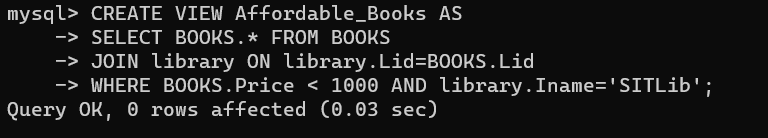 mysql> CREATE VIEW Affordable_Books AS
    -> SELECT BOOKS.* FROM BOOKS
    -> JOIN library ON library.Lid=BOOKS.Lid
    -> WHERE BOOKS.Price < 1000 AND library.Iname='SITLib';
Query OK, 0 rows affected (0.03 sec)